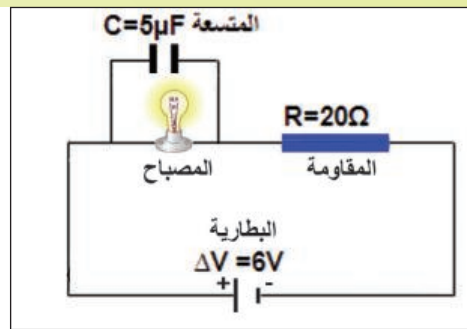 المتسعة C=5μF
R=20Ω
المصباح
المقاومة
البطارية
ΔV =6V
+ -